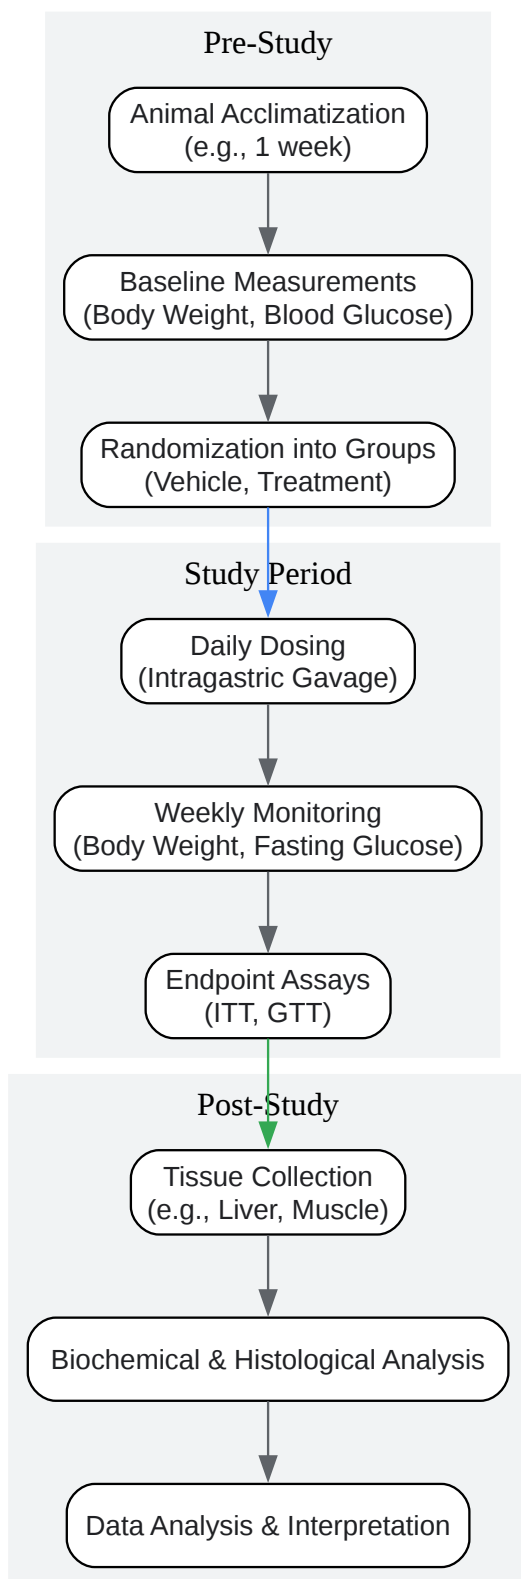 Pre-Study
Animal Acclimatization
(e.g., 1 week)
Baseline Measurements
(Body Weight, Blood Glucose)
Randomization into Groups
(Vehicle, Treatment)
Study Period
Daily Dosing
(Intragastric Gavage)
Weekly Monitoring
(Body Weight, Fasting Glucose)
Endpoint Assays
(ITT, GTT)
Post-Study
Tissue Collection
(e.g., Liver, Muscle)
Biochemical & Histological Analysis
Data Analysis & Interpretation